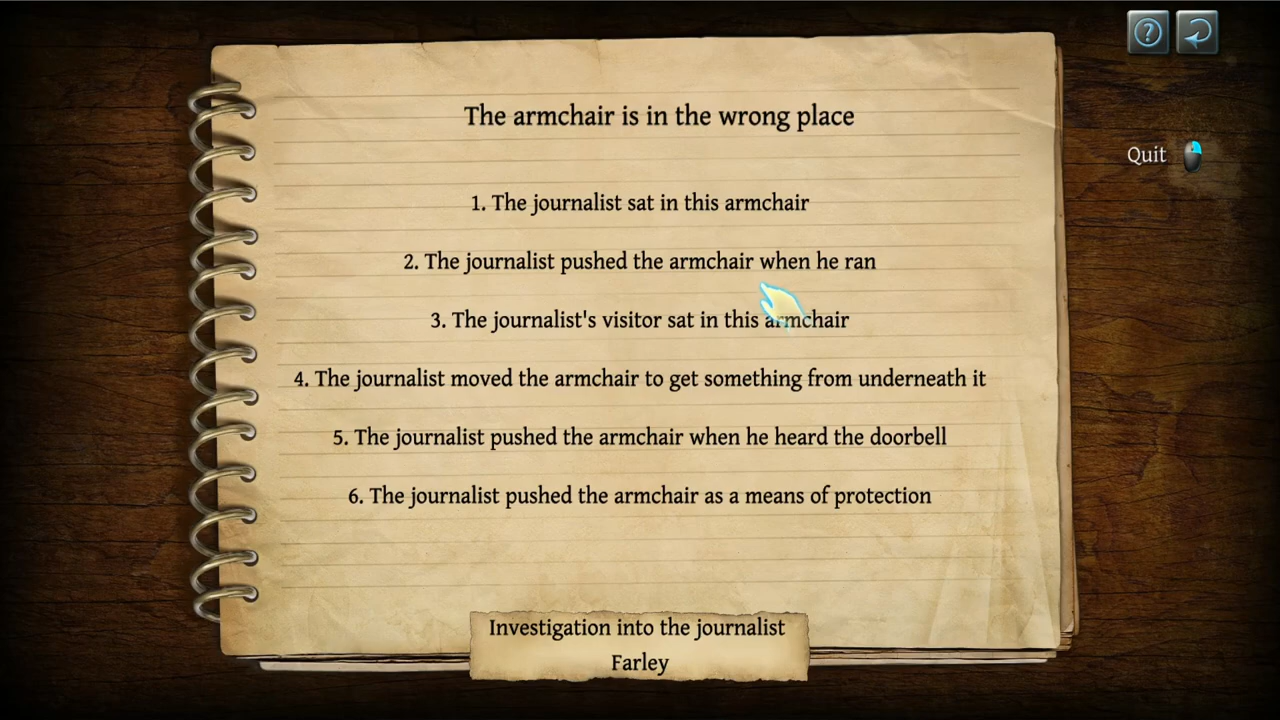 The armchair is in the wrong place
Quit
1. The journalist sat in this armchair
2. The journalist pushed the armchair when he ran
3. The journalist's visitor sat in this armchair
4. The journalist moved the armchair to get something from underneath it
5. The journalist pushed the armchair when he heard the doorbell
6. The journalist pushed the armchair as a means of protection
Investigation into the journalist
Farley